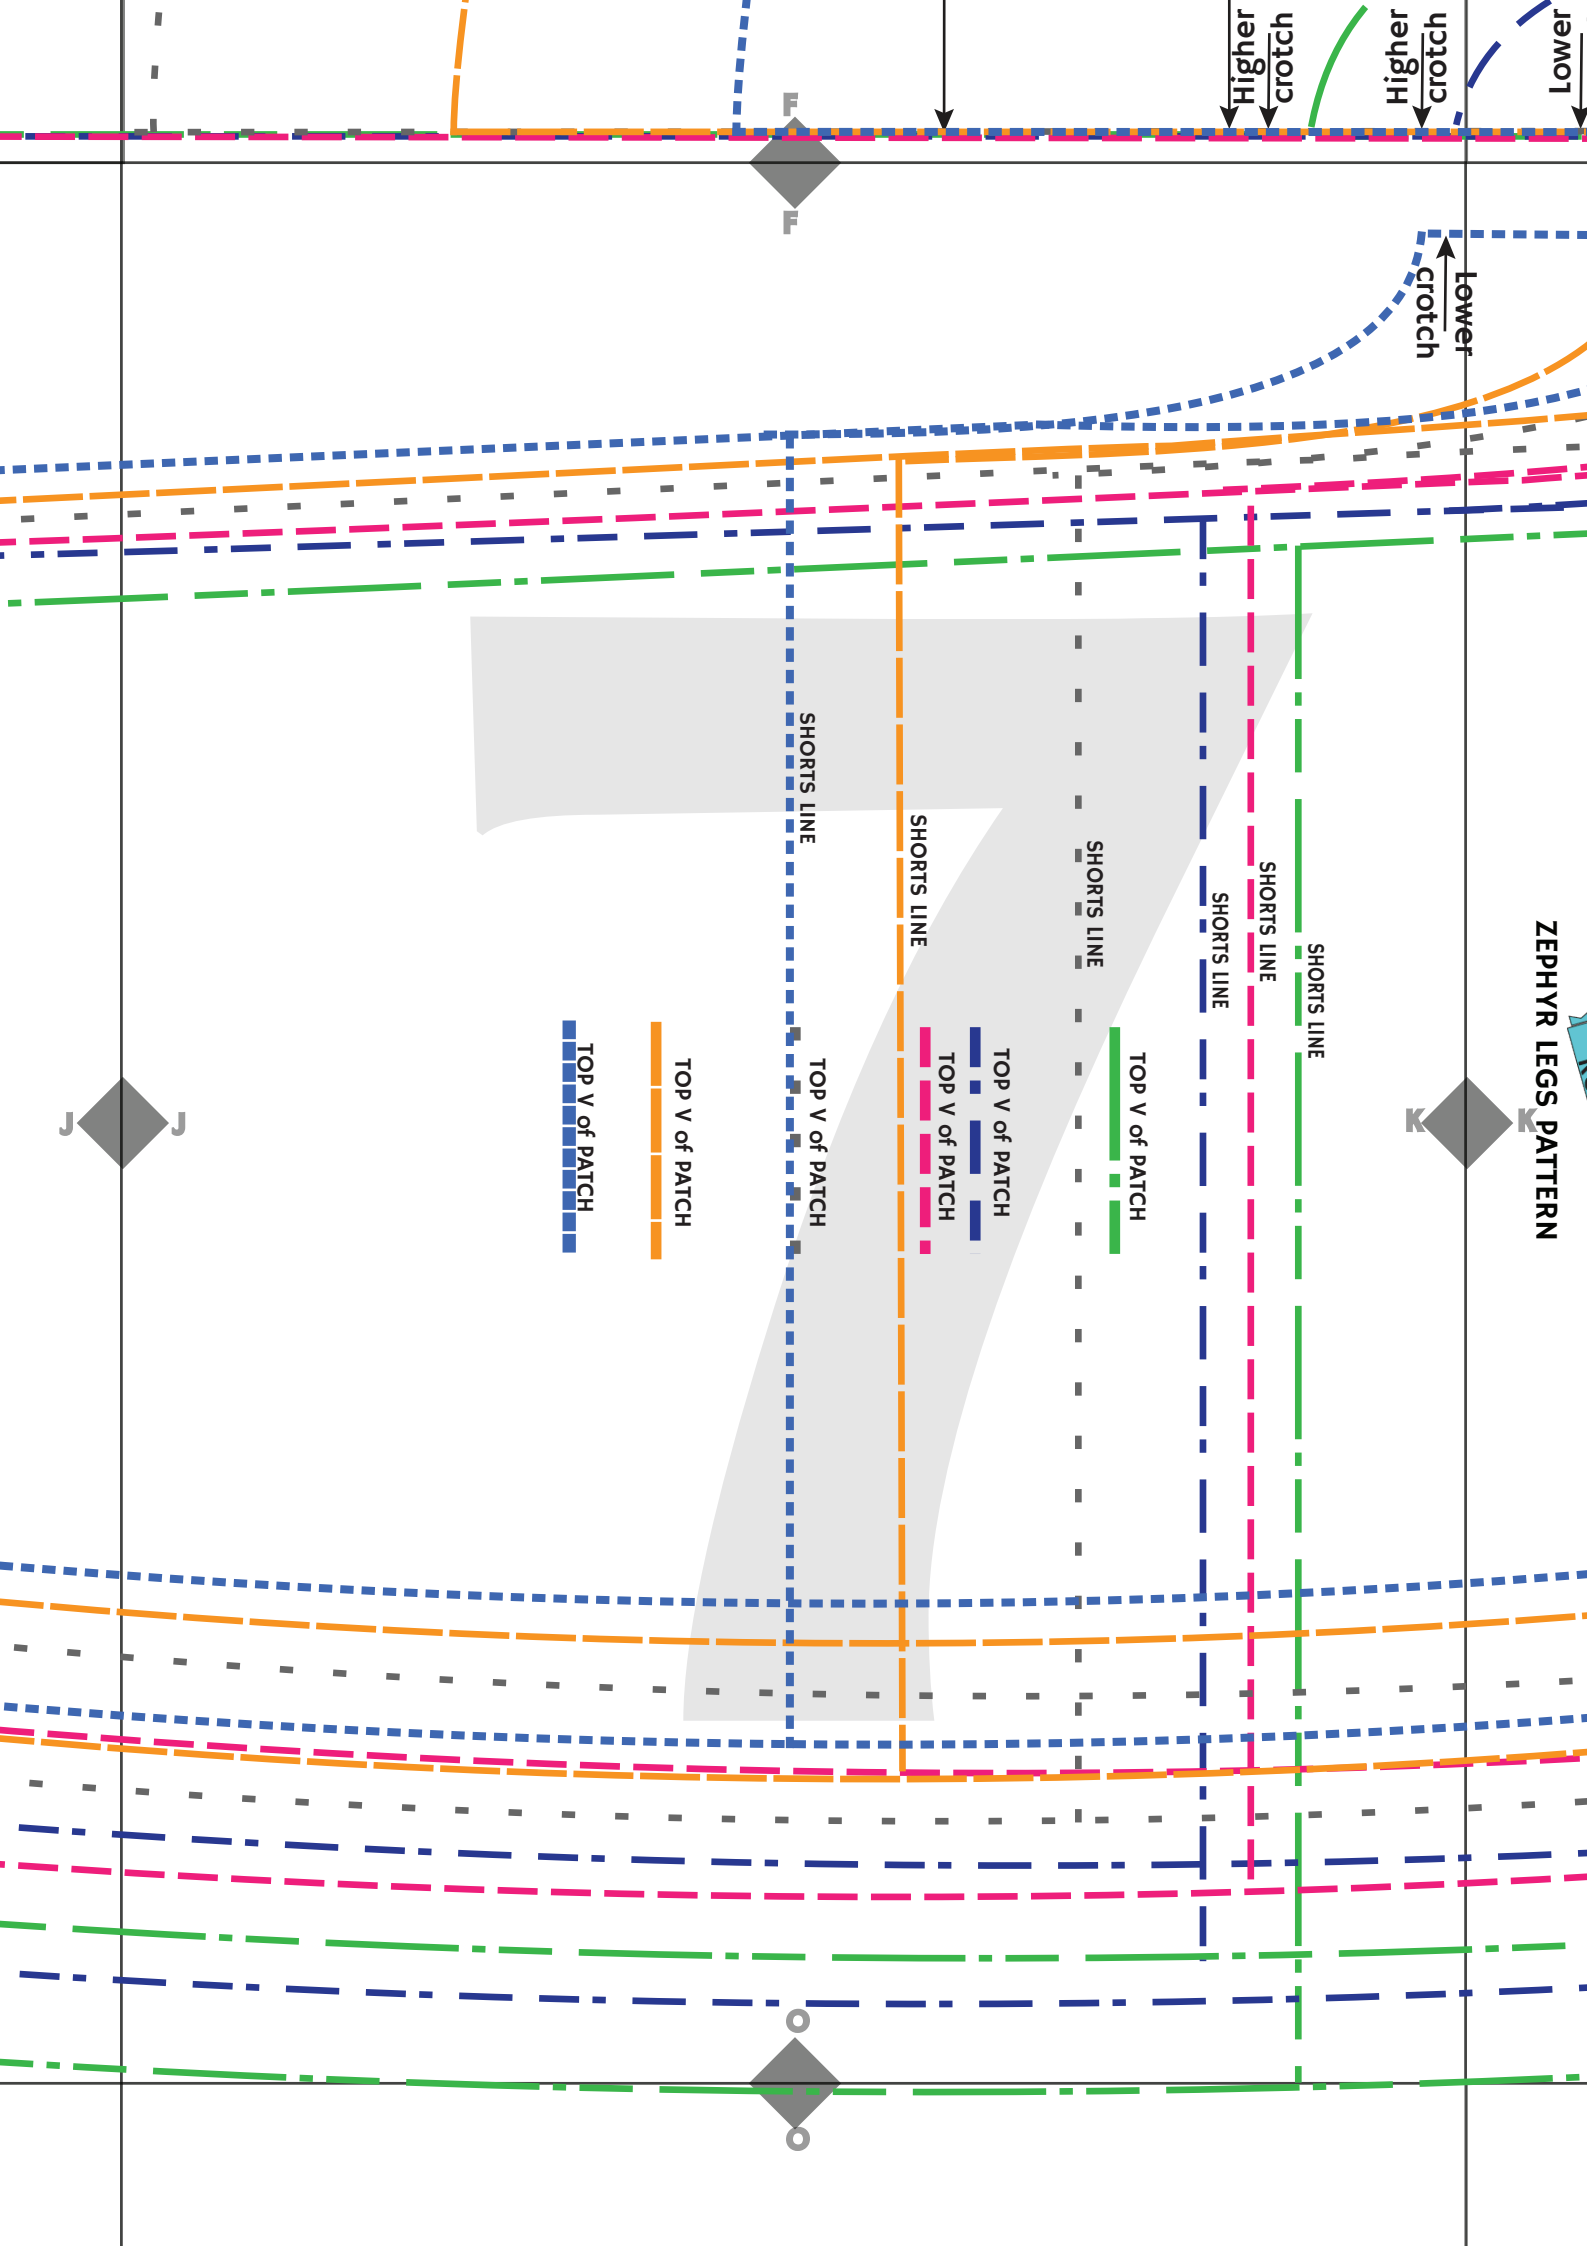 Higher
crotch
Higher
crotch
Lower
F
F
Lower
crotch
7
SHORTS LINE
SHORTS LINE
SHORTS LINE
SHORTS LINE
SHORTS LINE
SHORTS LINE
ZEPHYR LEGS PATTERN
TOP V of PATCH
TOP V of PATCH
TOP V of PATCH
TOP V of PATCH
TOP V of PATCH
TOP V of PATCH
J J
K K
O
O